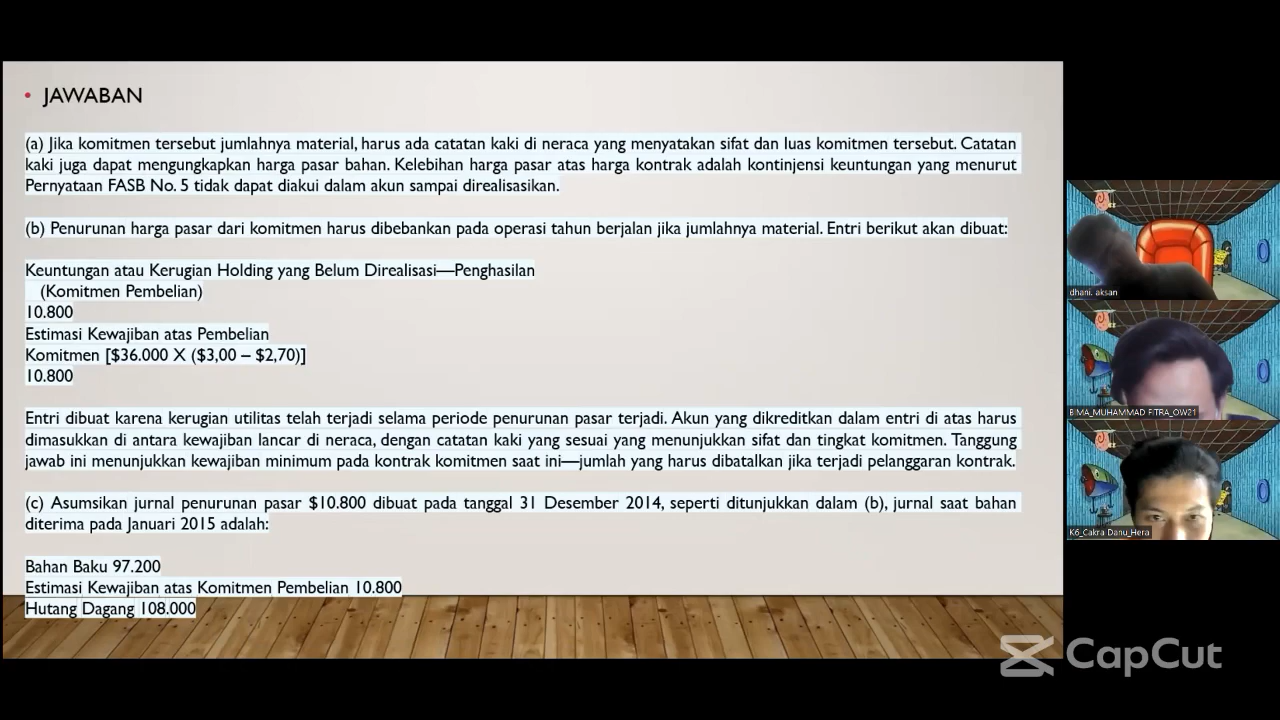 • JAWABAN
(a) Jika komitmen tersebut jumlahnya material, harus ada catatan kaki di neraca yang menyatakan sifat dan luas komitmen tersebut. Catatan
kaki juga dapat mengungkapkan harga pasar bahan. Kelebihan harga pasar atas harga kontrak adalah kontinjensi keuntungan yang menurut
Pernyataan FASB No. 5 tidak dapat diakui dalam akun sampai direalisasikan.
(b) Penurunan harga pasar dari komitmen harus dibebankan pada operasi tahun berjalan jika jumlahnya material. Entri berikut akan dibuat:
Keuntungan atau Kerugian Holding yang Belum Direalisasi—Penghasilan
(Komitmen Pembelian)
10.800
Estimasi Kewajiban atas Pembelian
Komitmen [$36.000 X ($3,00 – $2,70)]
10.800
Entri dibuat karena kerugian utilitas telah terjadi selama periode penurunan pasar terjadi. Akun yang dikreditkan dalam entri di atas harus
dimasukkan di antara kewajiban lancar di neraca, dengan catatan kaki yang sesuai yang menunjukkan sifat dan tingkat komitmen. Tanggung
jawab ini menunjukkan kewajiban minimum pada kontrak komitmen saat ini—jumlah yang harus dibatalkan jika terjadi pelanggaran kontrak.
(c) Asumsikan jurnal penurunan pasar $10.800 dibuat pada tanggal 31 Desember 2014, seperti ditunjukkan dalam (b), jurnal saat bahan
diterima pada Januari 2015 adalah:
Bahan Baku 97.200
Estimasi Kewajiban atas Komitmen Pembelian 10.800
Hutang Dagang 108.000
dhani. aksan
BIMA_MUHAMMAD FITRA_OW21
K6_Cakra Danu_Hera
CapCut